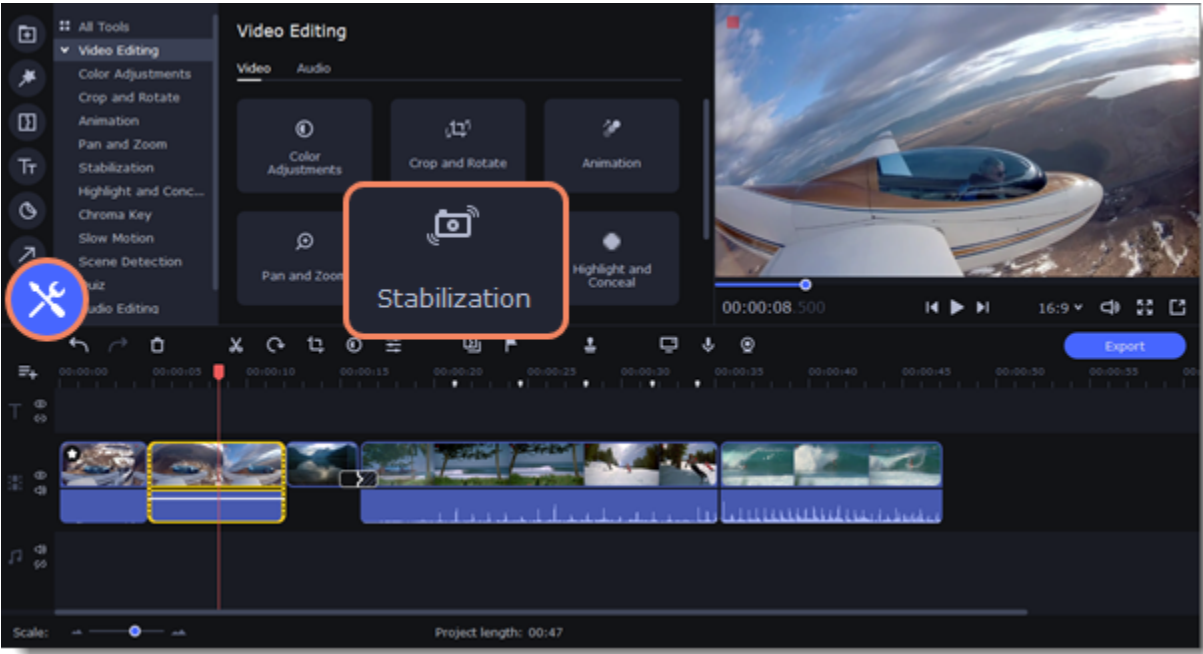 All Tools
Video Editing
Color Adjustments
Crop and Rotate
Animation
Pan and Zoom
Stabilization
Highlight and Conc...
Chroma Key
Slow Motion
Scene Detection
uiz
udio Editing
Video Editing
Video Audio
Color
Adjustments
Crop and Rotate
Animation
Pan and Zoom
Stabilization
Highlight and
Conceal
00:00:08.500
16:9
Export
00:00:00 00:00:05 00:00:10 00:00:15 00:00:20 00:00:25 00:00:30 00:00:35 00:00:40 00:00:45 00:00:50 00:00:55 00:
Scale:
Project length: 00:47